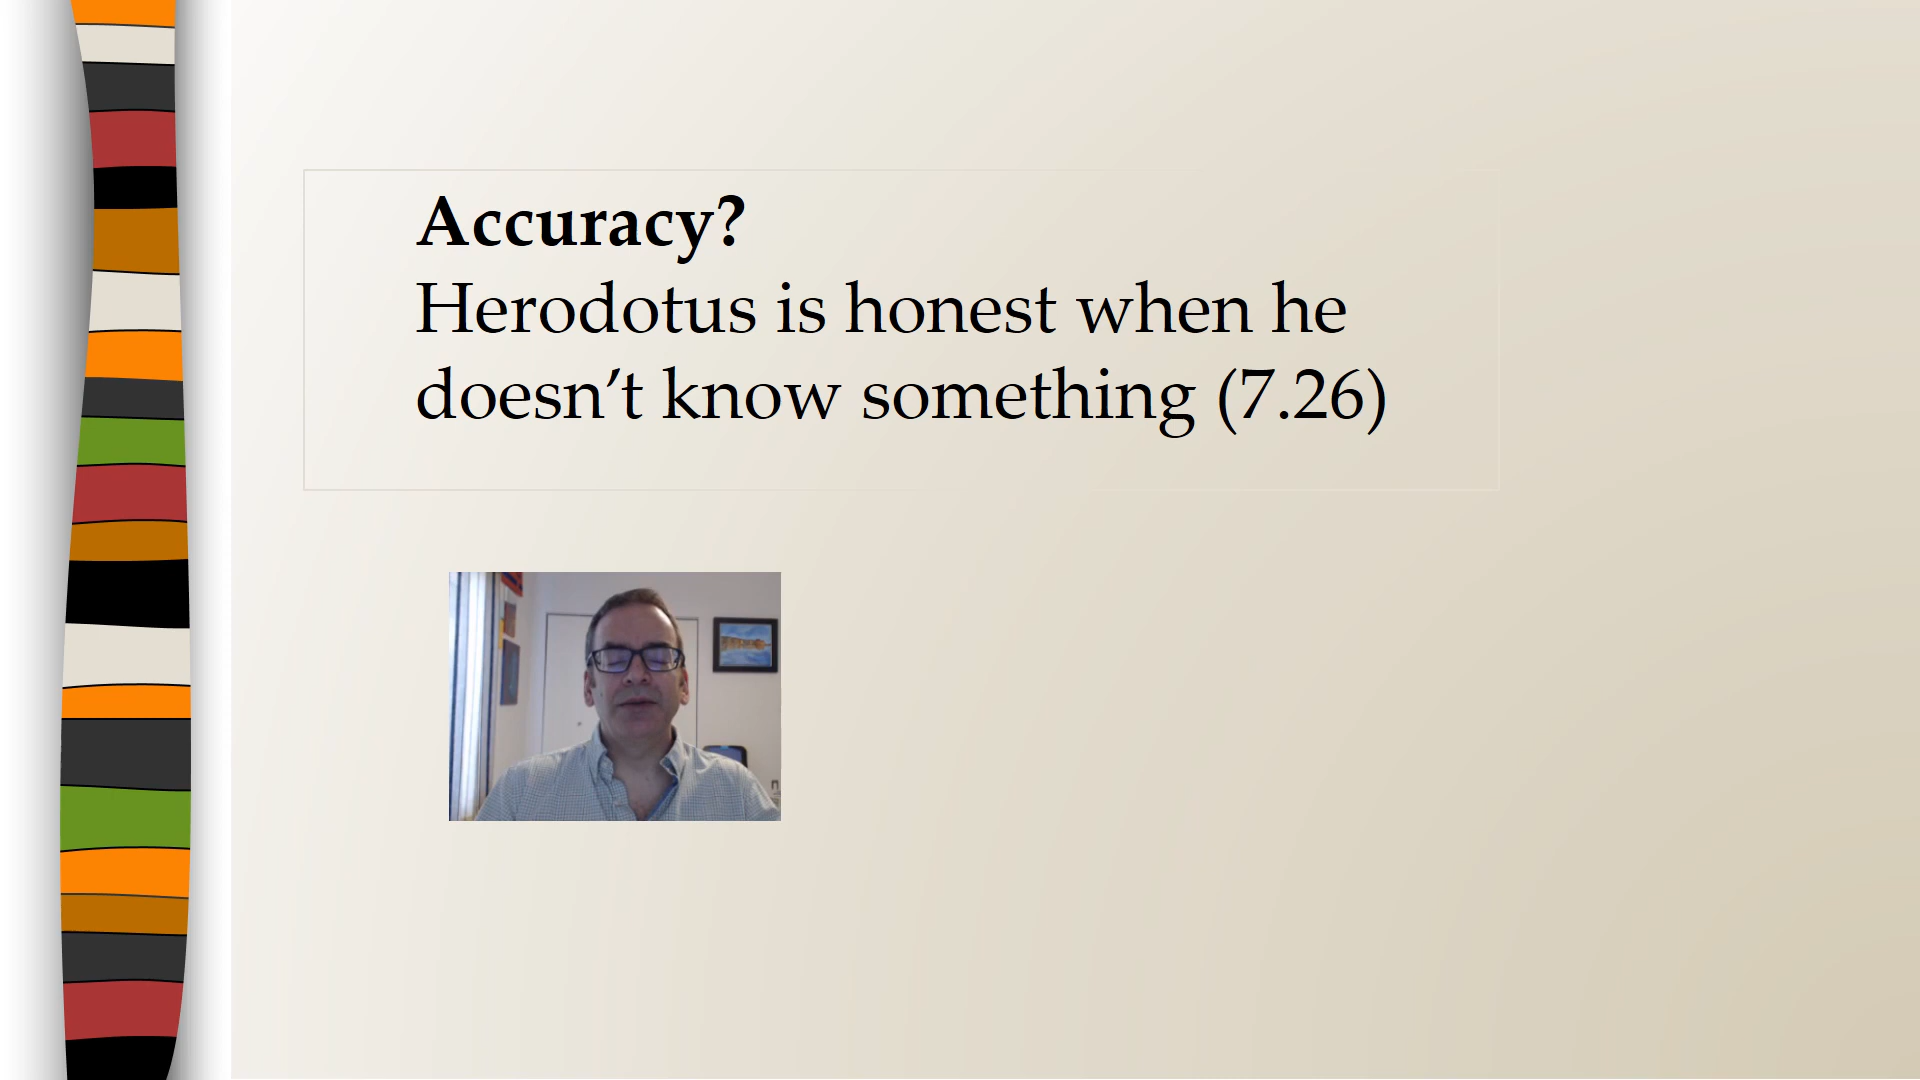 Accuracy?
Herodotus is honest when he
doesn’t know something (7.26)